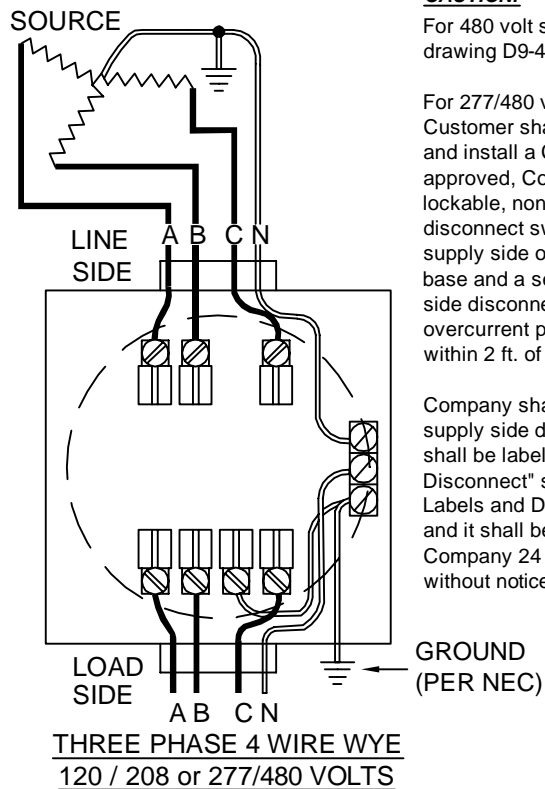 SOURCE
CAUTION:
For 480 volt s
drawing D9-4
For 277/480 v
Customer sha
and install a C
approved, Co
lockable, non
disconnect sw
supply side o
base and a se
side disconne
overcurrent p
within 2 ft. of
Company sha
supply side d
shall be label
Disconnect" s
Labels and D
and it shall be
Company 24
without notice
LINE
SIDE
A B C N
LOAD
SIDE
A B C N
GROUND
(PER NEC)
THREE PHASE 4 WIRE WYE
120 / 208 or 277/480 VOLTS